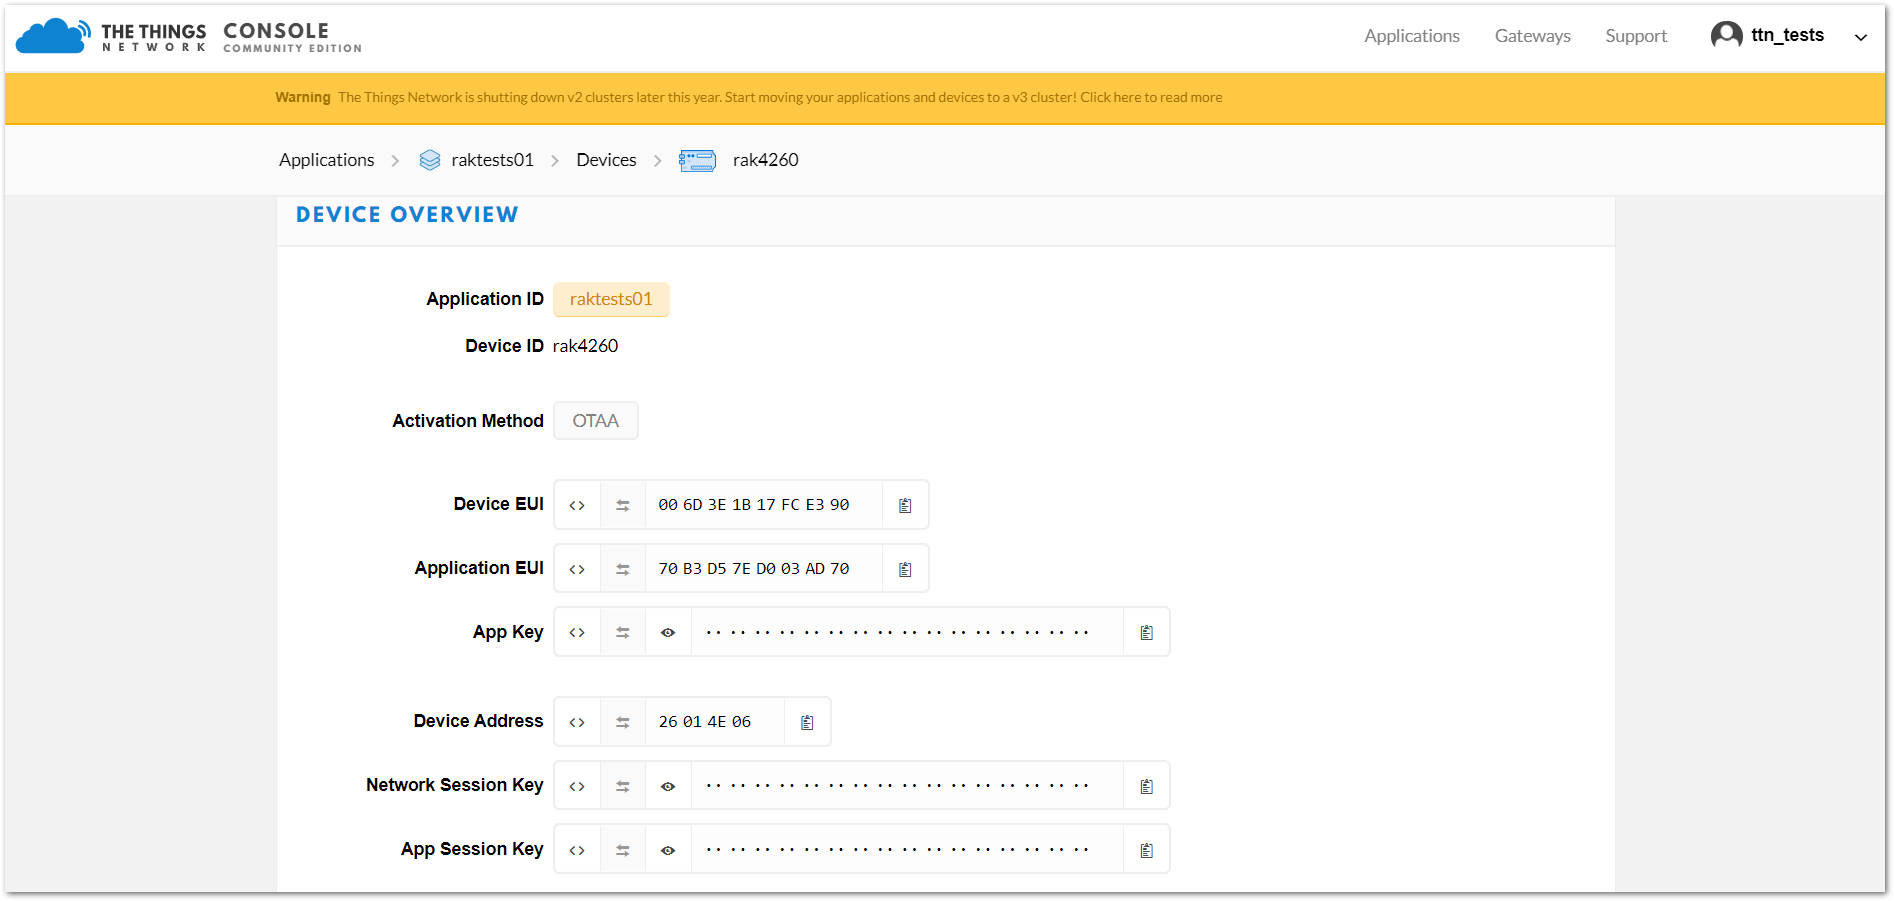 THE THINGS NETWORK CONSOLE COMMUNITY EDITION Applications Gateways Support ttn_tests
Warning The Things Network is shutting down v2 clusters later this year. Start moving your applications and devices to a v3 cluster! Click here to read more
Applications > raktests01 > Devices > rak4260
DEVICE OVERVIEW
Application ID raktests01
Device ID rak4260
Activation Method OTAA
Device EUI <> 00 6D 3E 1B 17 FC E3 90
Application EUI <> 70 B3 D5 7E D0 03 AD 70
App Key <> ································
Device Address <> 26 01 4E 06
Network Session Key <> ································
App Session Key <> ································